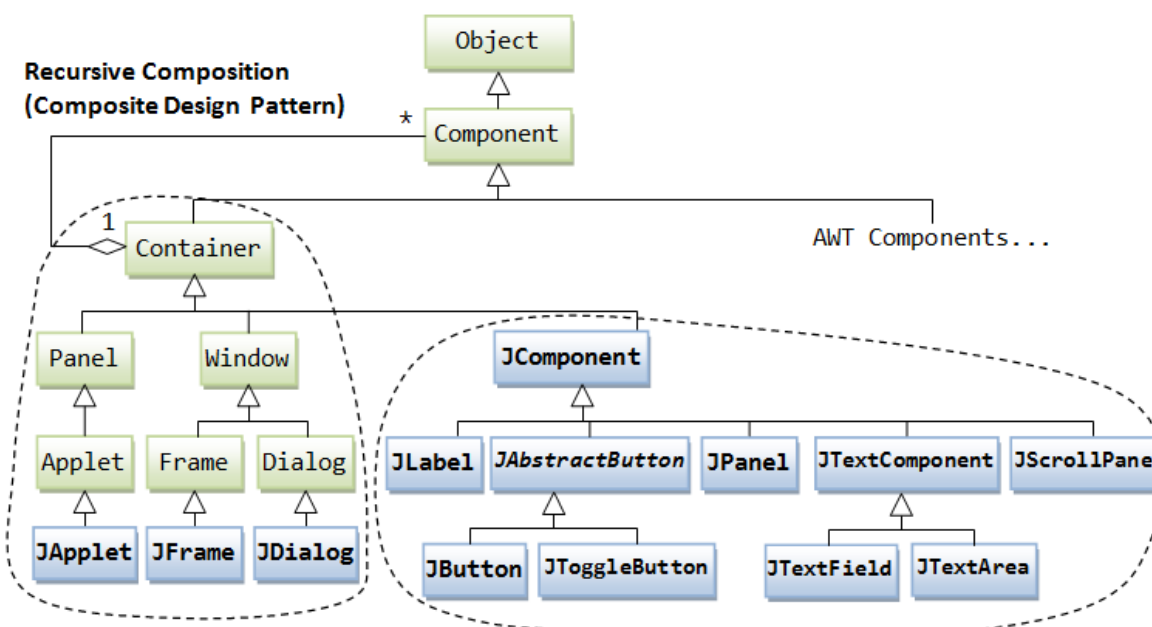 Object
Recursive Composition
(Composite Design Pattern)
*
Component
1
Container
AWT Components...
Panel
Window
JComponent
Applet
Frame
Dialog
JLabel
JAbstractButton
JPanel
JTextComponent
JScrollPane
JApplet
JFrame
JDialog
JButton
JToggleButton
JTextField
JTextArea